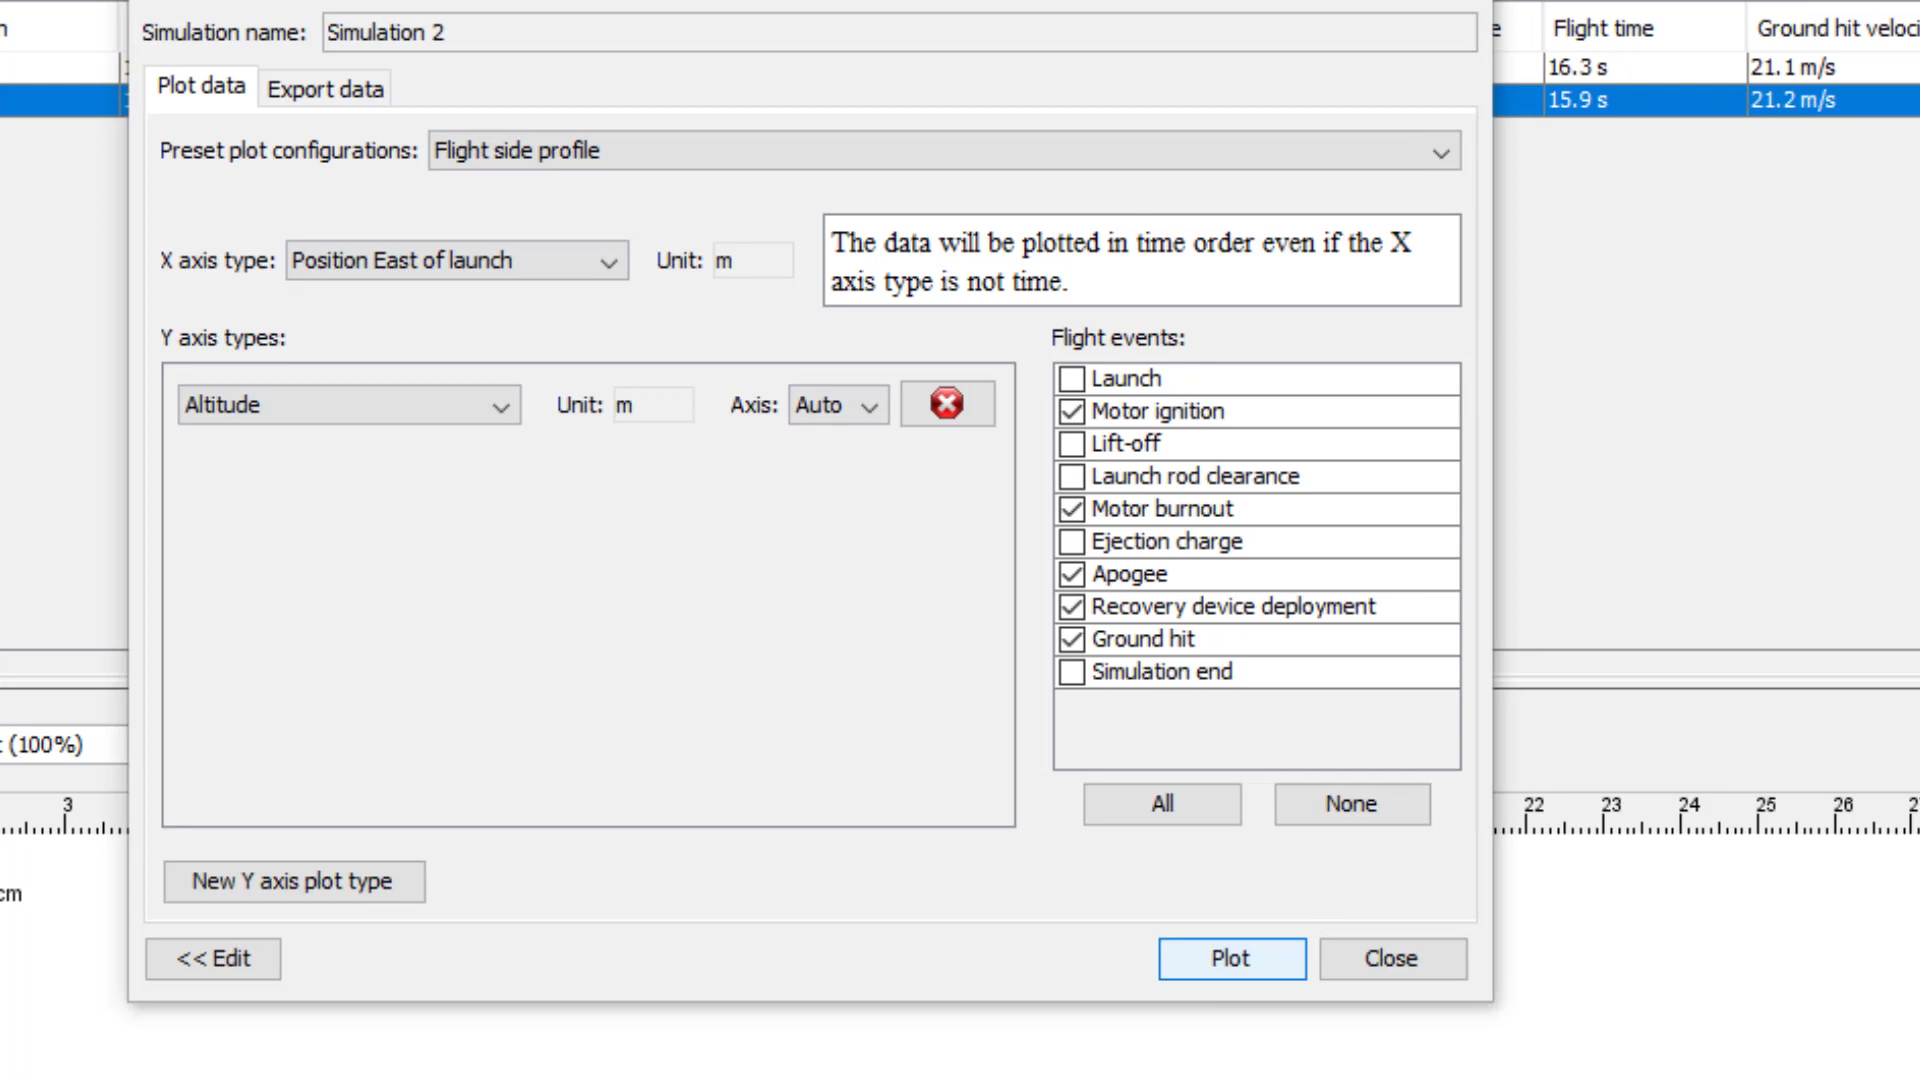 Simulation name: Simulation 2
Flight time Ground hit
16.3 s 21.1 m/s
15.9 s 21.2 m/s
Plot data Export data
Preset plot configurations: Flight side profile
X axis type: Position East of launch Unit: m
The data will be plotted in time order even if the X
axis type is not time.
Y axis types:
Altitude Unit: m Axis: Auto
Flight events:
Launch
Motor ignition
Lift-off
Launch rod clearance
Motor burnout
Ejection charge
Apogee
Recovery device deployment
Ground hit
Simulation end
All None
(100%)
3 22 23 24 25 26
New Y axis plot type
cm
<< Edit Plot Close